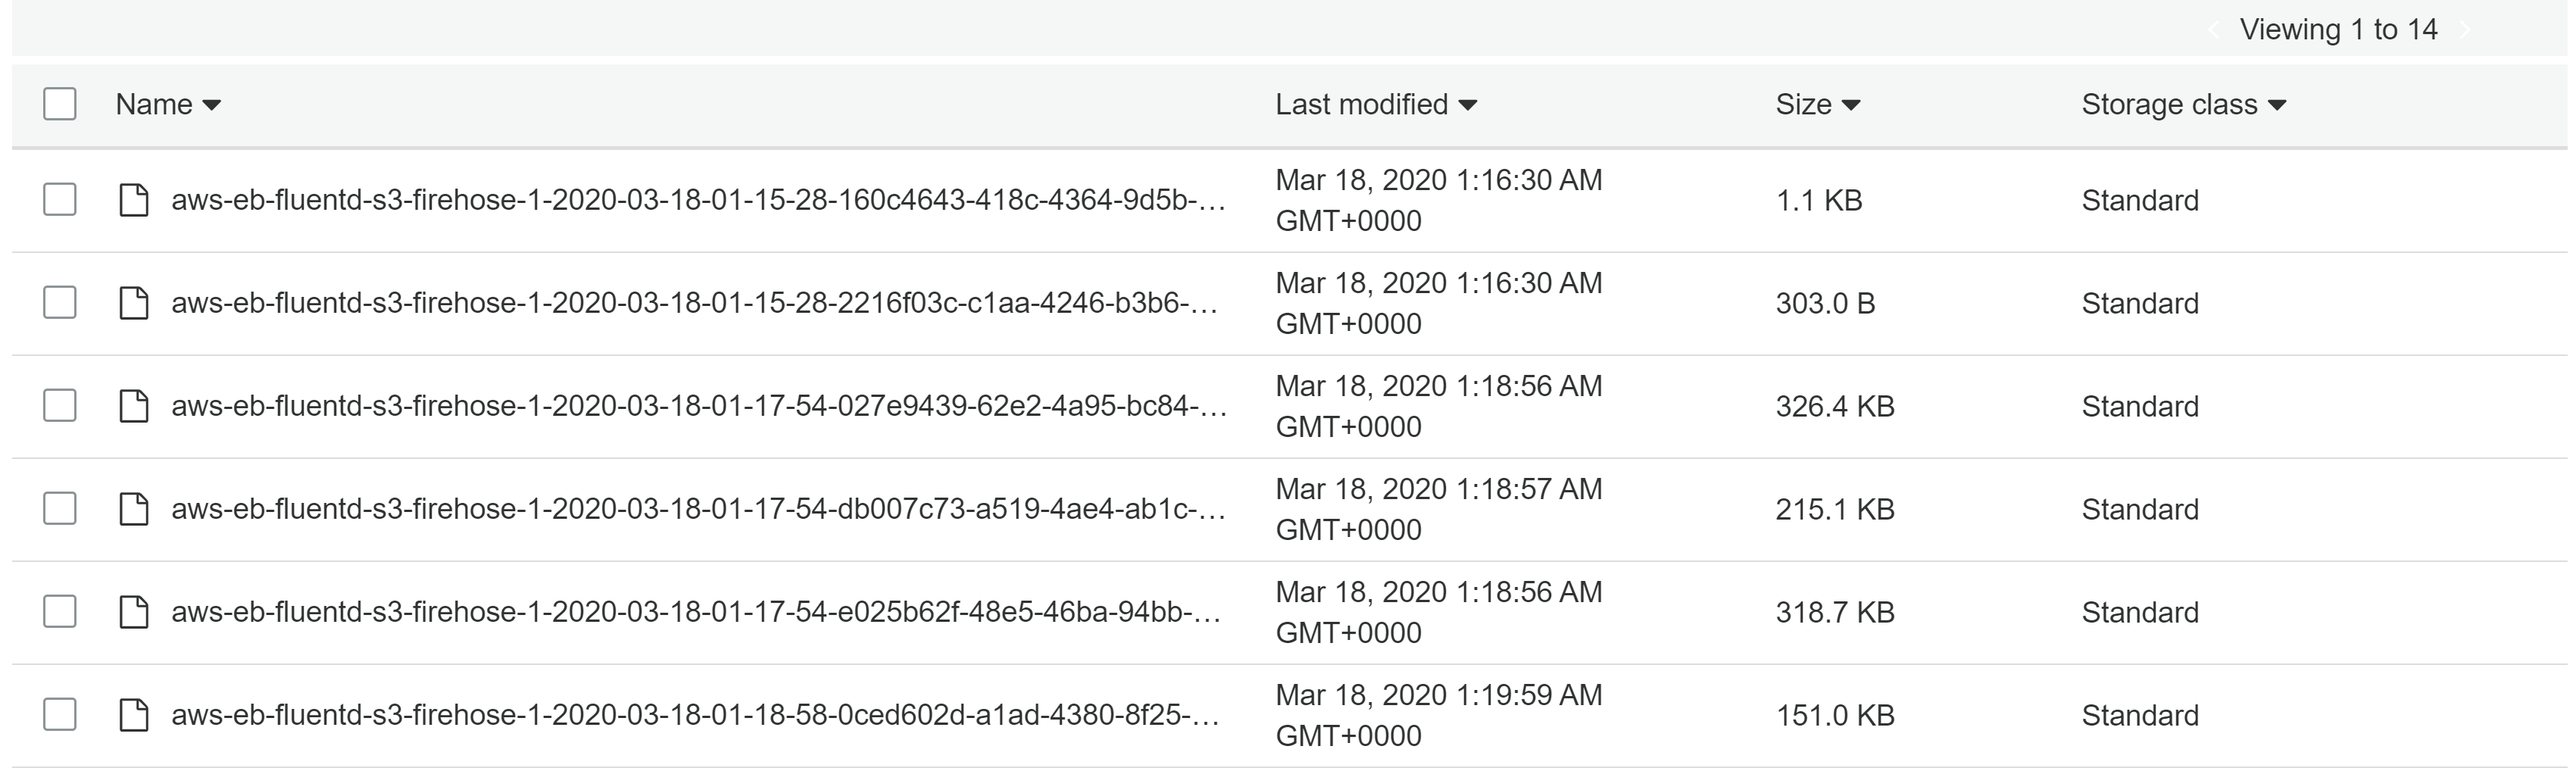 Viewing 1 to 14
Name Last modified Size Storage class
aws-eb-fluentd-s3-firehose-1-2020-03-18-01-15-28-160c4643-418c-4364-9d5b-... Mar 18, 2020 1:16:30 AM 1.1 KB Standard
GMT+0000
aws-eb-fluentd-s3-firehose-1-2020-03-18-01-15-28-2216f03c-c1aa-4246-b3b6-... Mar 18, 2020 1:16:30 AM 303.0 B Standard
GMT+0000
aws-eb-fluentd-s3-firehose-1-2020-03-18-01-17-54-027e9439-62e2-4a95-bc84-... Mar 18, 2020 1:18:56 AM 326.4 KB Standard
GMT+0000
aws-eb-fluentd-s3-firehose-1-2020-03-18-01-17-54-db007c73-a519-4ae4-ab1c-... Mar 18, 2020 1:18:57 AM 215.1 KB Standard
GMT+0000
aws-eb-fluentd-s3-firehose-1-2020-03-18-01-17-54-e025b62f-48e5-46ba-94bb-... Mar 18, 2020 1:18:56 AM 318.7 KB Standard
GMT+0000
aws-eb-fluentd-s3-firehose-1-2020-03-18-01-18-58-0ced602d-a1ad-4380-8f25-... Mar 18, 2020 1:19:59 AM 151.0 KB Standard
GMT+0000